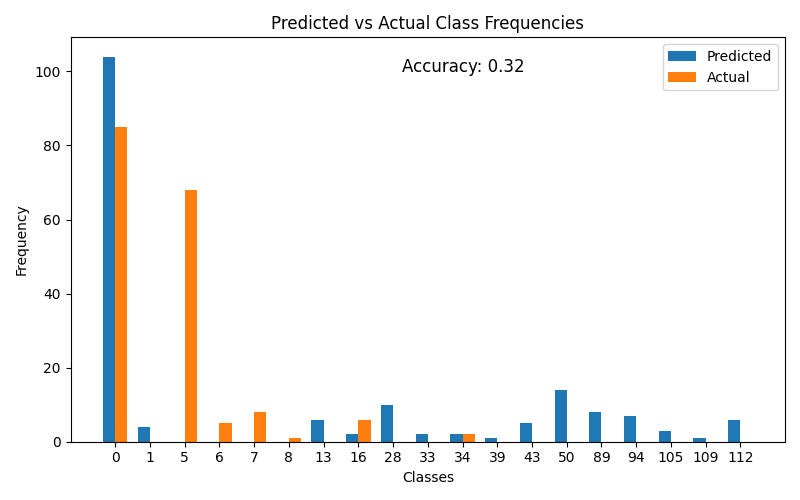 Predicted vs Actual Class Frequencies
Accuracy: 0.32
Predicted
Actual
Frequency
100
80
60
40
20
0
0 1 5 6 7 8 13 16 28 33 34 39 43 50 89 94 105 109 112
Classes